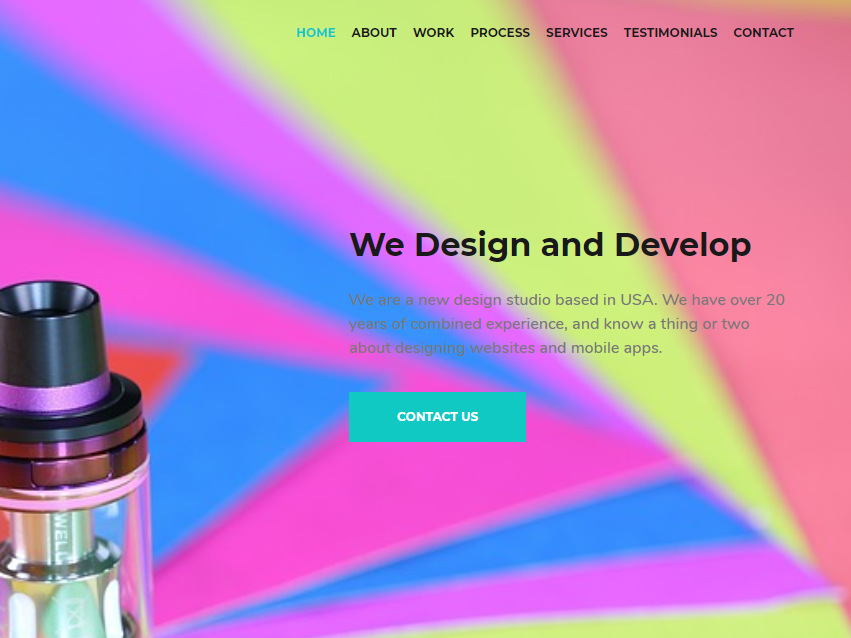 HOME ABOUT WORK PROCESS SERVICES TESTIMONIALS CONTACT
We Design and Develop
We are a new design studio based in USA. We have over 20
years of combined experience, and know a thing or two
about designing websites and mobile apps.
CONTACT US